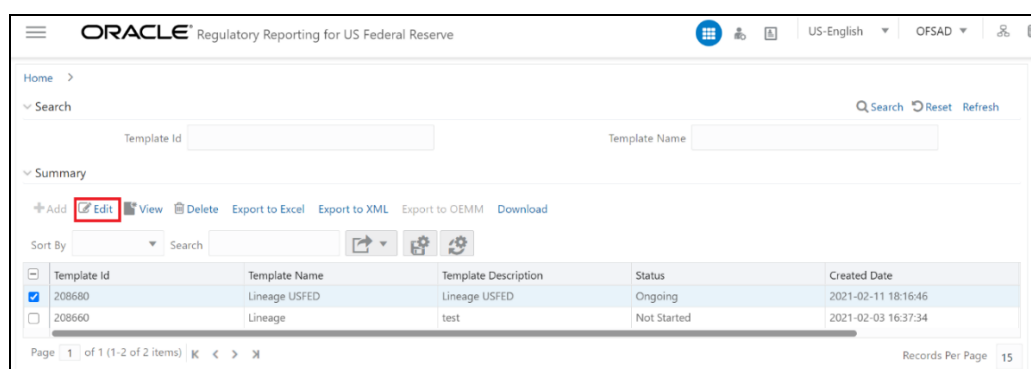 ORACLE® Regulatory Reporting for US Federal Reserve US-English OFSAD
Home >
Search Search Reset Refresh
Template Id Template Name
Summary
Add Edit View Delete Export to Excel Export to XML Export to OEMM Download
Sort By Search
Template Id Template Name Template Description Status Created Date
208680 Lineage USFED Lineage USFED Ongoing 2021-02-11 18:16:46
208660 Lineage test Not Started 2021-02-03 16:37:34
Page 1 of 1 (1-2 of 2 items) K < > X Records Per Page 15